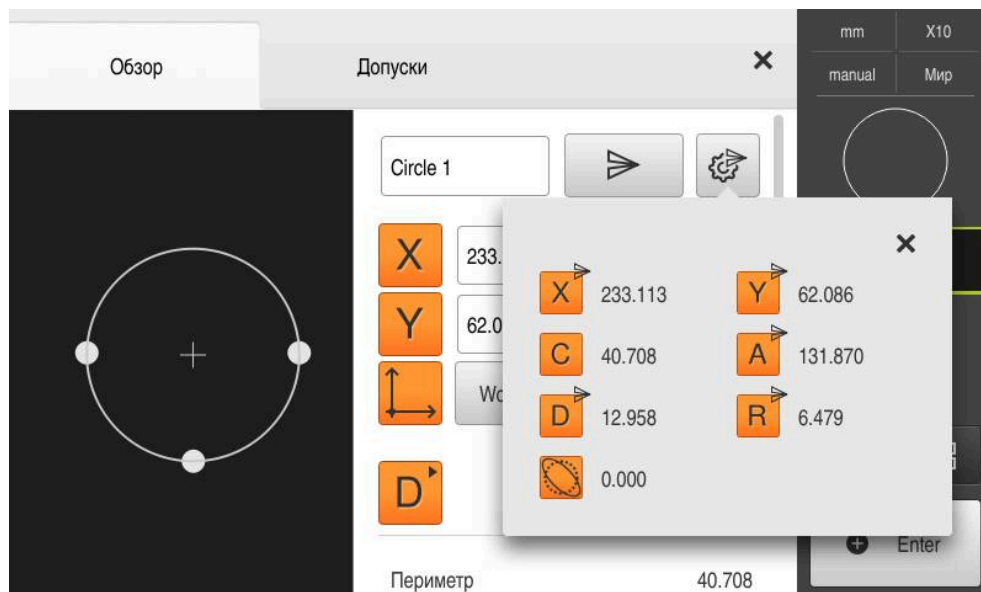 Обзор
Допуски
mm
X10
manual
Мир
Circle 1
X
233.
Y
62.0
Wo
D
X 233.113
Y 62.086
C 40.708
A 131.870
D 12.958
R 6.479
0.000
Enter
Периметр 40.708